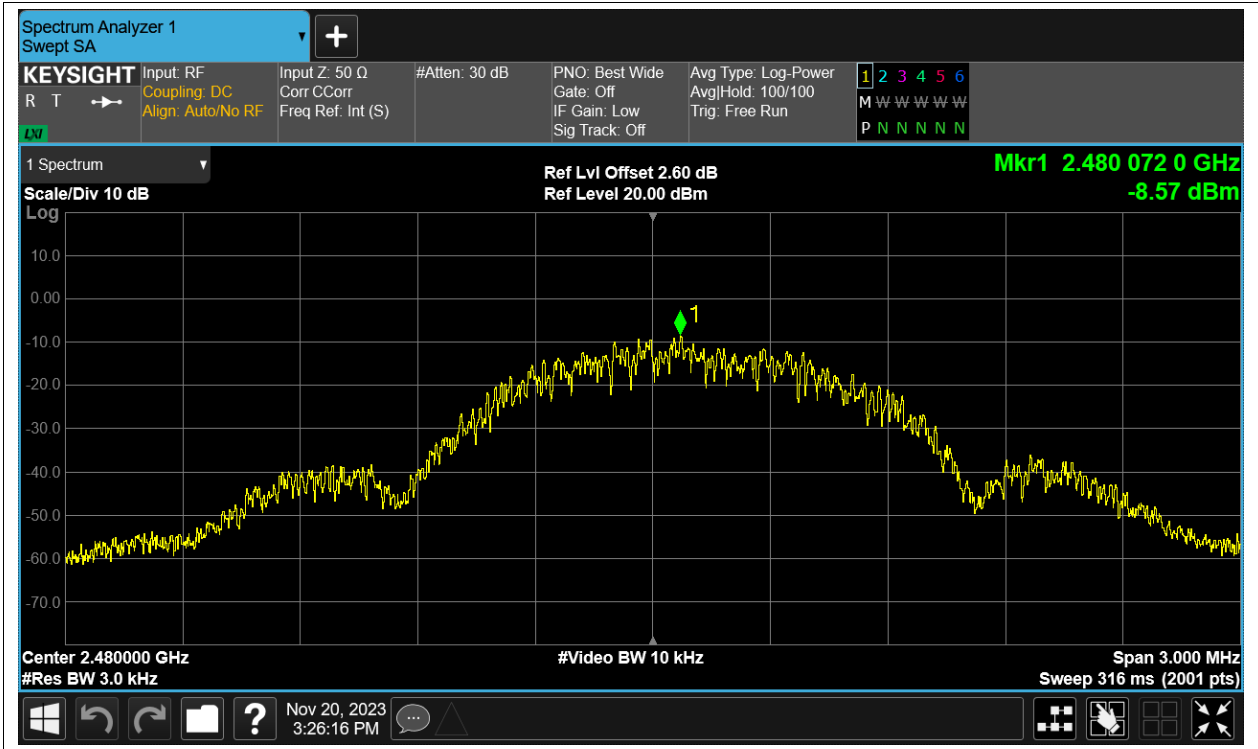 Spectrum Analyzer 1
Swept SA
KEYSIGHT
R T
LXI
Input: RF
Coupling: DC
Align: Auto/No RF
Input Z: 50 Ω
Corr CCorr
Freq Ref: Int (S)
#Atten: 30 dB
PNO: Best Wide
Gate: Off
IF Gain: Low
Sig Track: Off
Avg Type: Log-Power
Avg|Hold: 100/100
Trig: Free Run
1 2 3 4 5 6
M W W W W W
P N N N N N
1 Spectrum
Scale/Div 10 dB
Log
Ref Lvl Offset 2.60 dB
Ref Level 20.00 dBm
Mkr1 2.480 072 0 GHz
-8.57 dBm
10.0
0.00
-10.0
-20.0
-30.0
-40.0
-50.0
-60.0
-70.0
1
Center 2.480000 GHz
#Res BW 3.0 kHz
#Video BW 10 kHz
Span 3.000 MHz
Sweep 316 ms (2001 pts)
?
Nov 20, 2023
3:26:16 PM